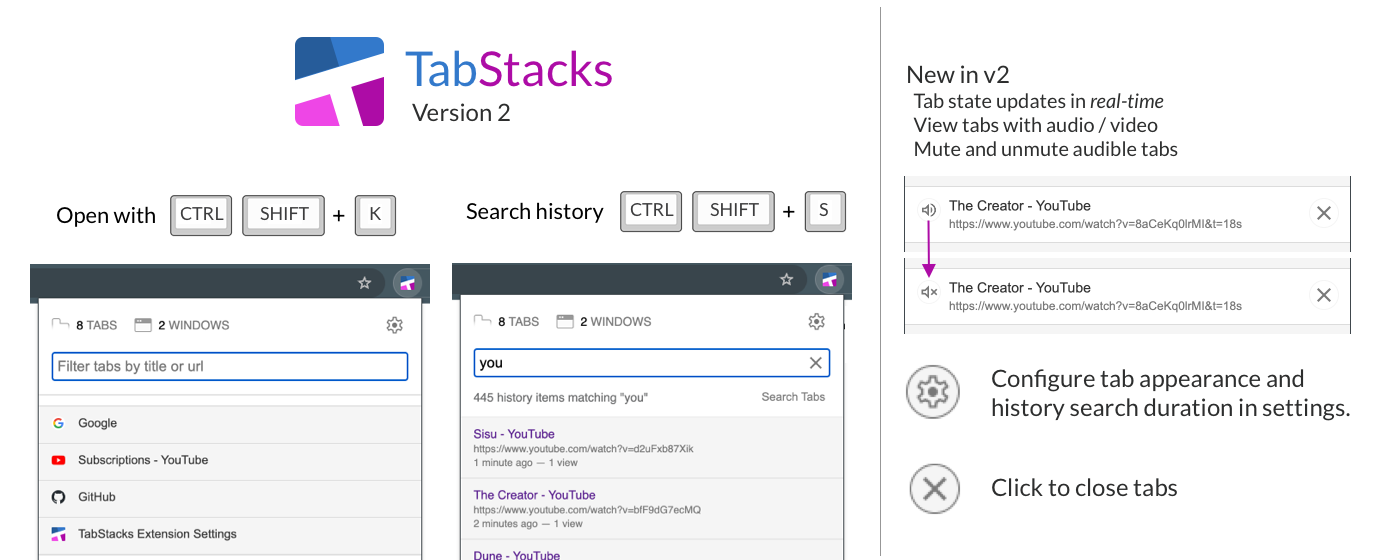 TabStacks
Version 2
Open with CTRL SHIFT + K
8 TABS 2 WINDOWS
Filter tabs by title or url
Google
Subscriptions - YouTube
GitHub
TabStacks Extension Settings
Search history CTRL SHIFT + S
8 TABS 2 WINDOWS
you
445 history items matching "you" Search Tabs
Sisu - YouTube
https://www.youtube.com/watch?v=d2uFxb87Xik
1 minute ago — 1 view
The Creator - YouTube
https://www.youtube.com/watch?v=bfF9dG7ecMQ
2 minutes ago — 1 view
Dune - YouTube
New in v2
Tab state updates in real-time
View tabs with audio / video
Mute and unmute audible tabs
The Creator - YouTube
https://www.youtube.com/watch?v=8aCeKq0lrMI&t=18s
The Creator - YouTube
https://www.youtube.com/watch?v=8aCeKq0lrMI&t=18s
Configure tab appearance and
history search duration in settings.
Click to close tabs